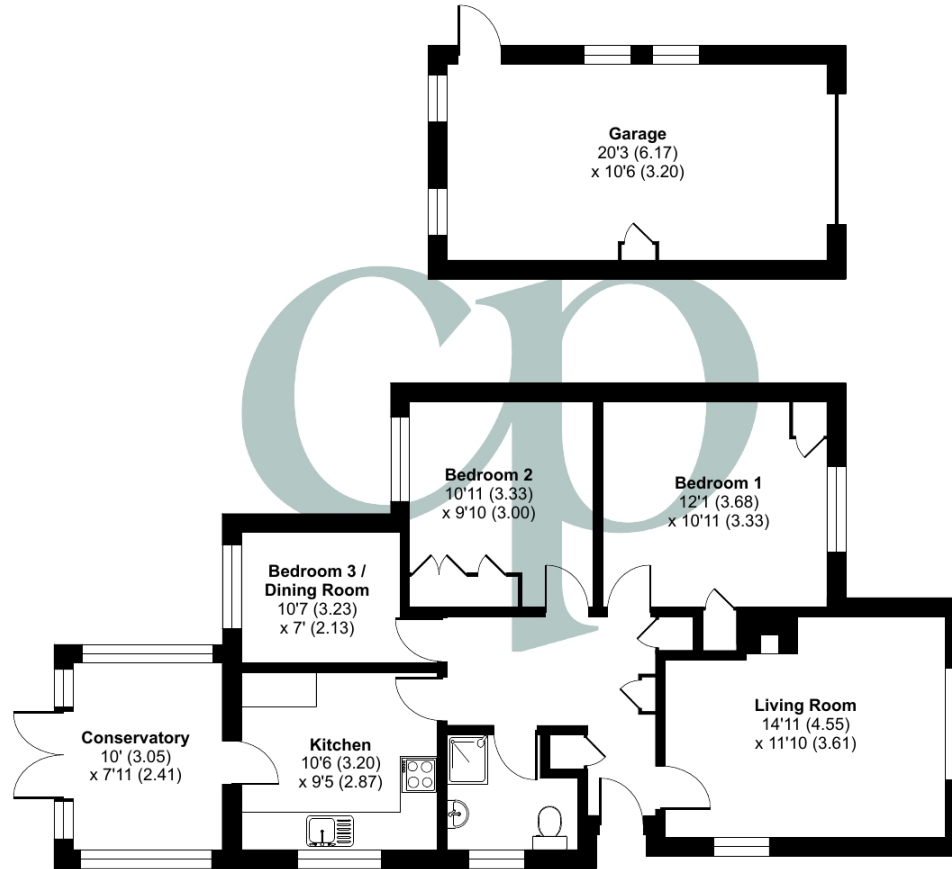 Garage
20'3 (6.17)
x 10'6 (3.20)
cp
Bedroom 2
10'11 (3.33)
x 9'10 (3.00)
Bedroom 1
12'1 (3.68)
x 10'11 (3.33)
Bedroom 3 /
Dining Room
10'7 (3.23)
x 7' (2.13)
Living Room
14'11 (4.55)
x 11'10 (3.61)
Conservatory
10' (3.05)
x 7'11 (2.41)
Kitchen
10'6 (3.20)
x 9'5 (2.87)